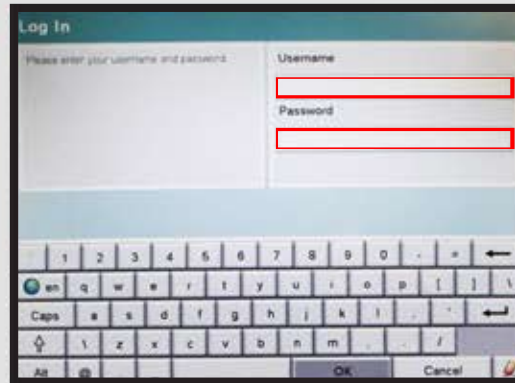 Log In
Please enter your username and password
Username
Password
1 2 3 4 5 6 7 8 9 0 - = ←
en q w e r t y u i o p [ ] \
Caps a s d f g h j k l ; '
\ z x c v b n m , . /
Alt @ OK Cancel